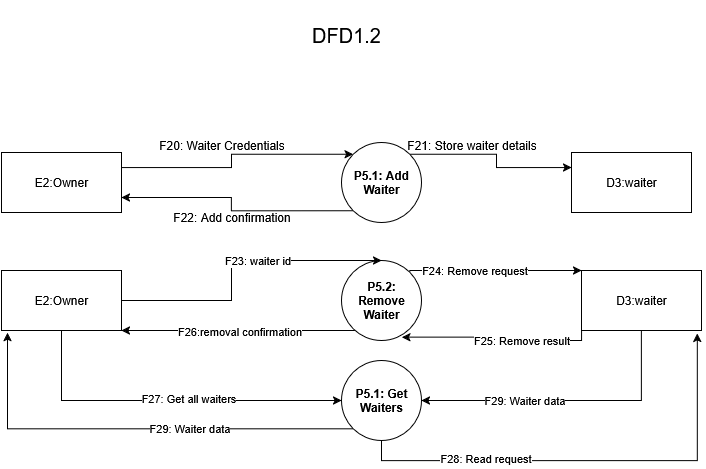 DFD1.2
F20: Waiter Credentials
F21: Store waiter details
E2:Owner
P5.1: Add
Waiter
D3:waiter
F22: Add confirmation
F23: waiter id
F24: Remove request
E2:Owner
P5.2:
Remove
Waiter
D3:waiter
F26:removal confirmation
F25: Remove result
F27: Get all waiters
P5.1: Get
Waiters
F29: Waiter data
F29: Waiter data
F28: Read request